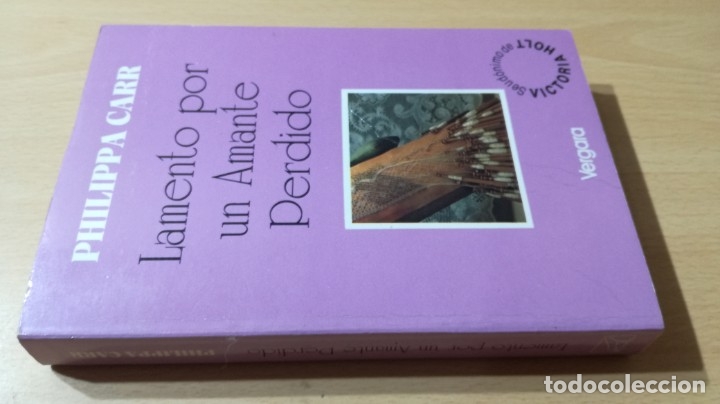 PHILIPPA CARR
Lamento por
un Amante
Perdido
Seudónimo de
VICTORIA HOLT
Vergara
PHILIPPA CARR
Lamento por un Amante Perdido
todocoleccion.net